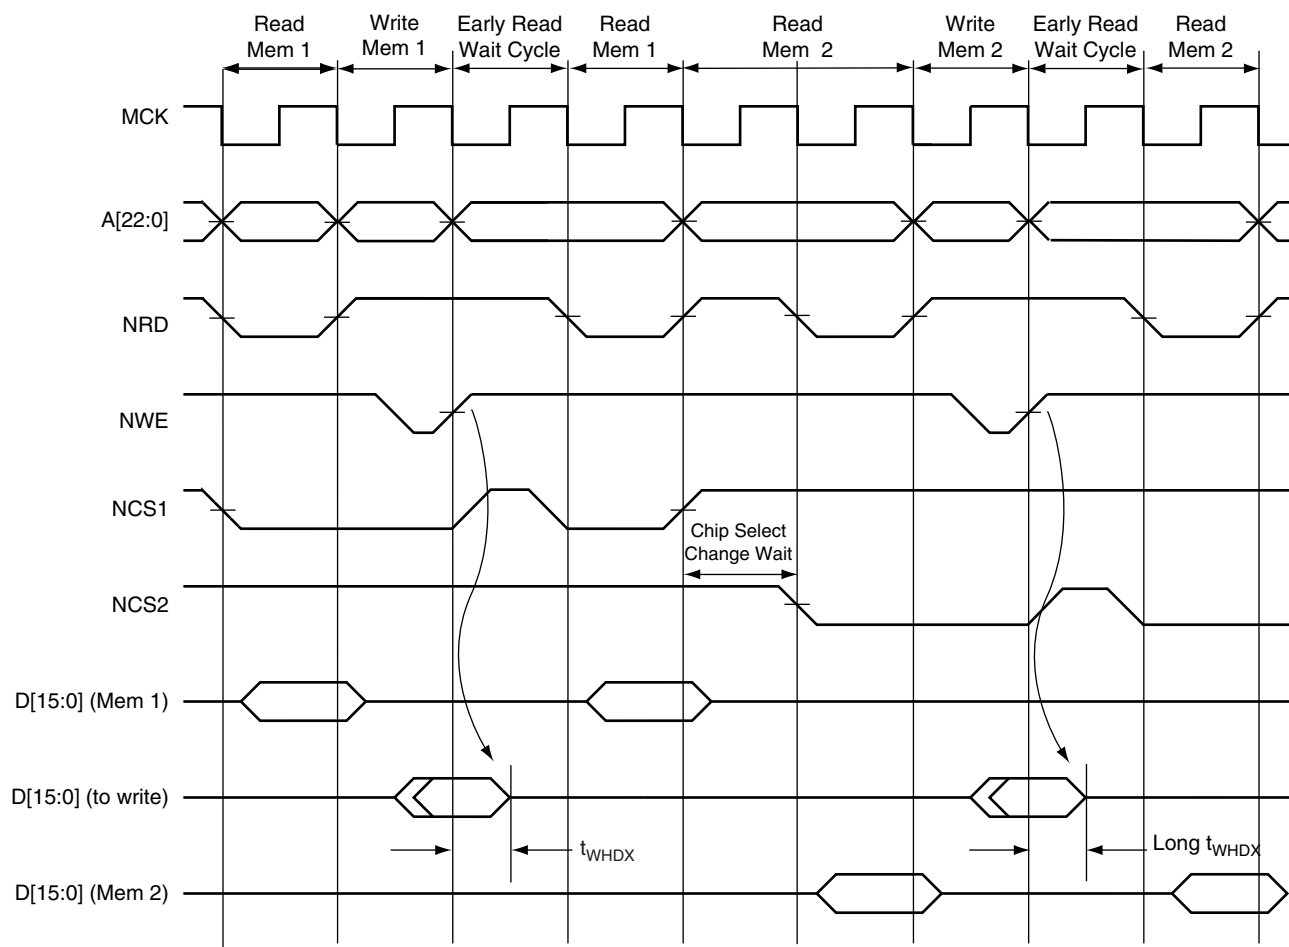 Read
Mem 1
Write
Mem 1
Early Read
Wait Cycle
Read
Mem 1
Read
Mem 2
Write
Mem 2
Early Read
Wait Cycle
Read
Mem 2
MCK
A[22:0]
NRD
NWE
NCS1
Chip Select
Change Wait
NCS2
D[15:0] (Mem 1)
D[15:0] (to write)
tWHDX
Long tWHDX
D[15:0] (Mem 2)